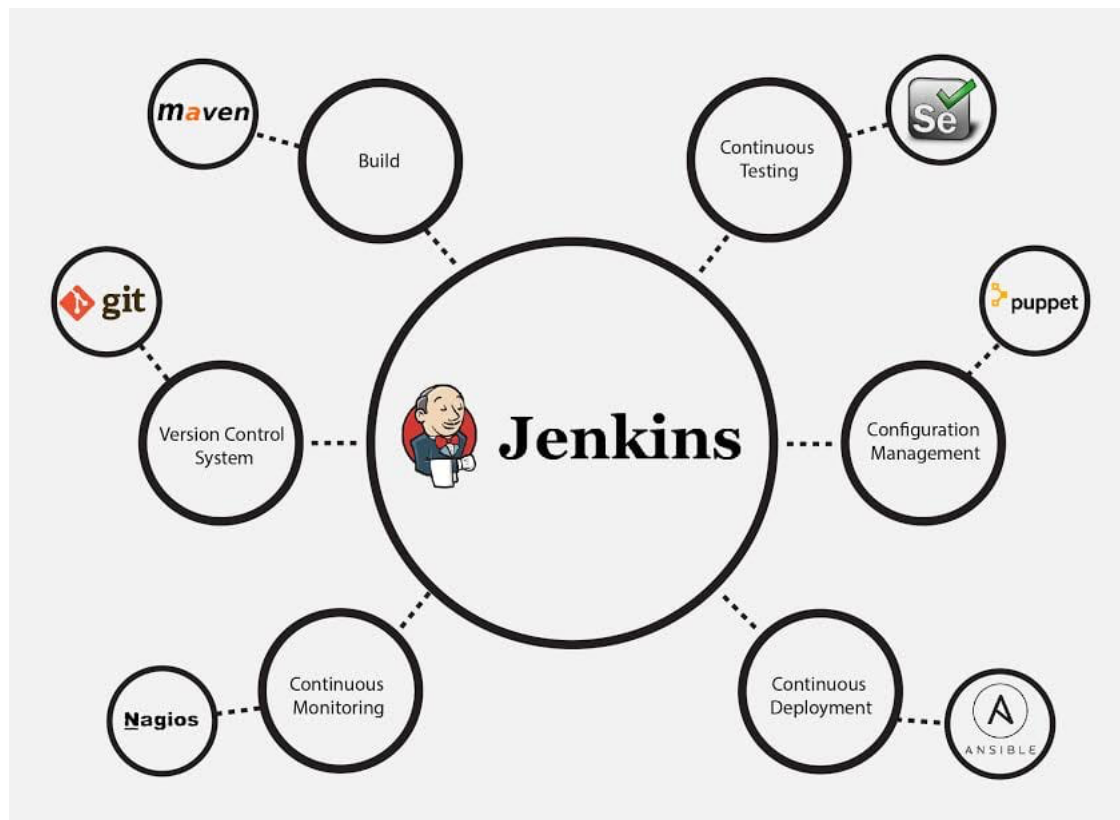 maven
Build
Continuous
Testing
Se
git
puppet
Version Control
System
Jenkins
Configuration
Management
Nagios
Continuous
Monitoring
Continuous
Deployment
A
ANSIBLE